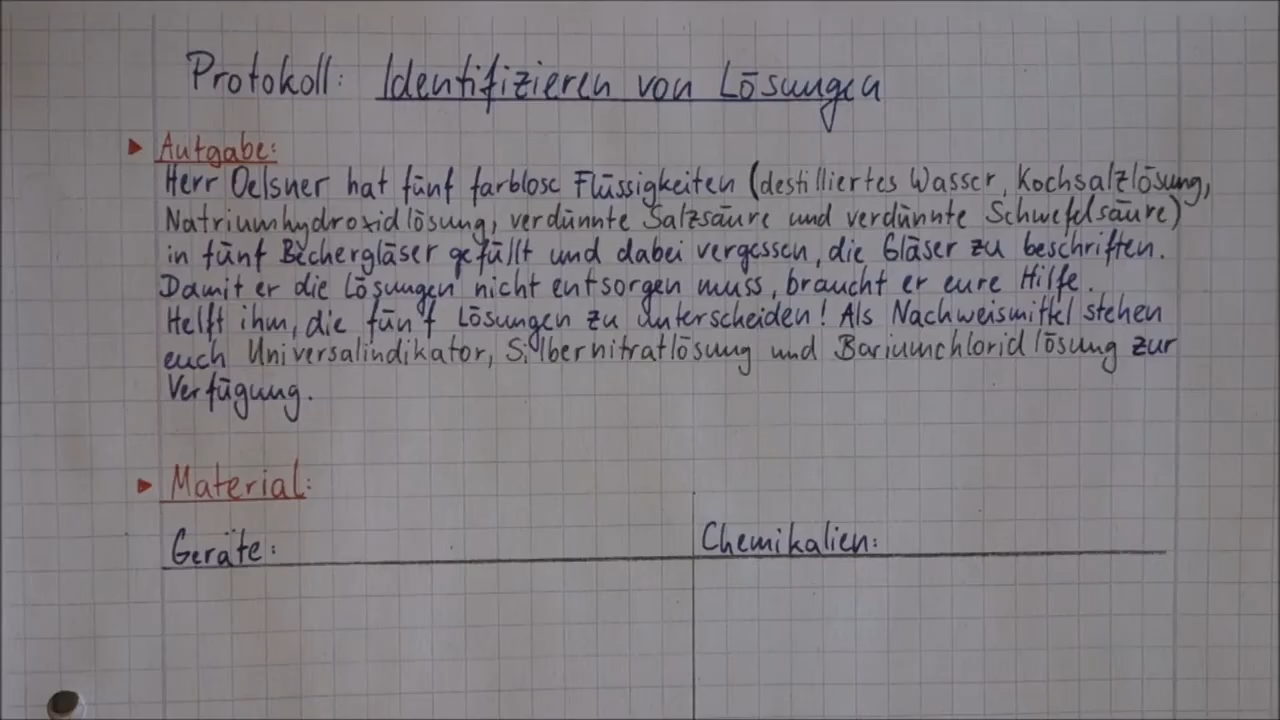 Protokoll: Identifizieren von Lösungen
Aufgabe:
Herr Oelsner hat fünf farblose Flüssigkeiten (destilliertes Wasser, Kochsalzlösung,
Natriumhydroxidlösung, verdünnte Salzsäure und verdünnte Schwefelsäure)
in fünf Bechergläser gefüllt und dabei vergessen, die Gläser zu beschriften.
Damit er die Lösungen nicht entsorgen muss, braucht er eure Hilfe.
Helft ihm, die fünf Lösungen zu unterscheiden! Als Nachweismittel stehen
euch Universalindikator, Silbernitratlösung und Bariumchloridlösung zur
Verfügung.
Material:
Geräte: Chemikalien: